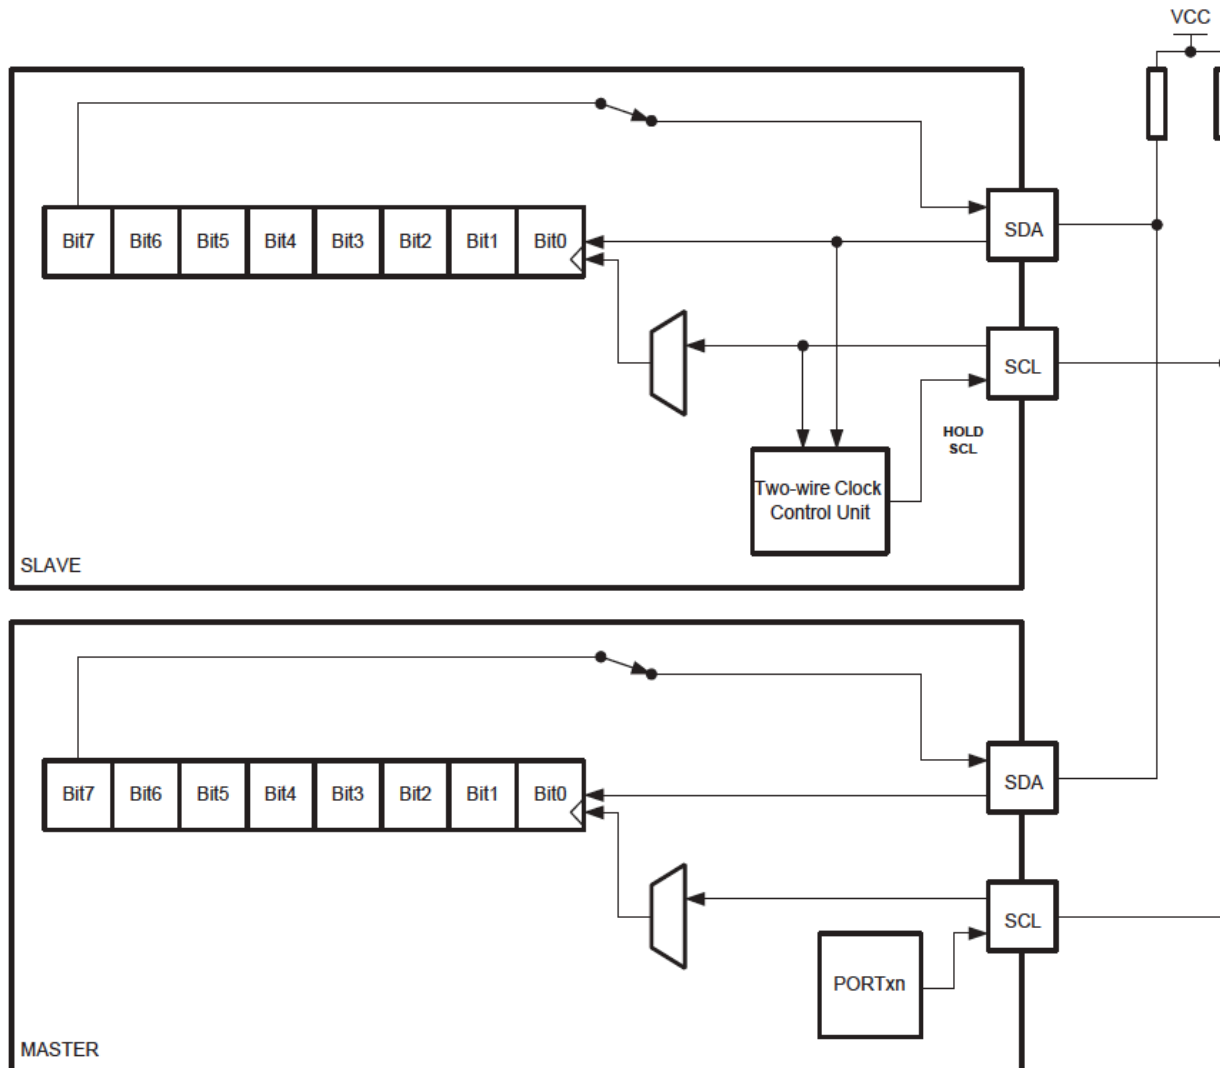 VCC
Bit7 Bit6 Bit5 Bit4 Bit3 Bit2 Bit1 Bit0
SDA
SCL
HOLD
SCL
Two-wire Clock
Control Unit
SLAVE
Bit7 Bit6 Bit5 Bit4 Bit3 Bit2 Bit1 Bit0
SDA
SCL
PORTxn
MASTER